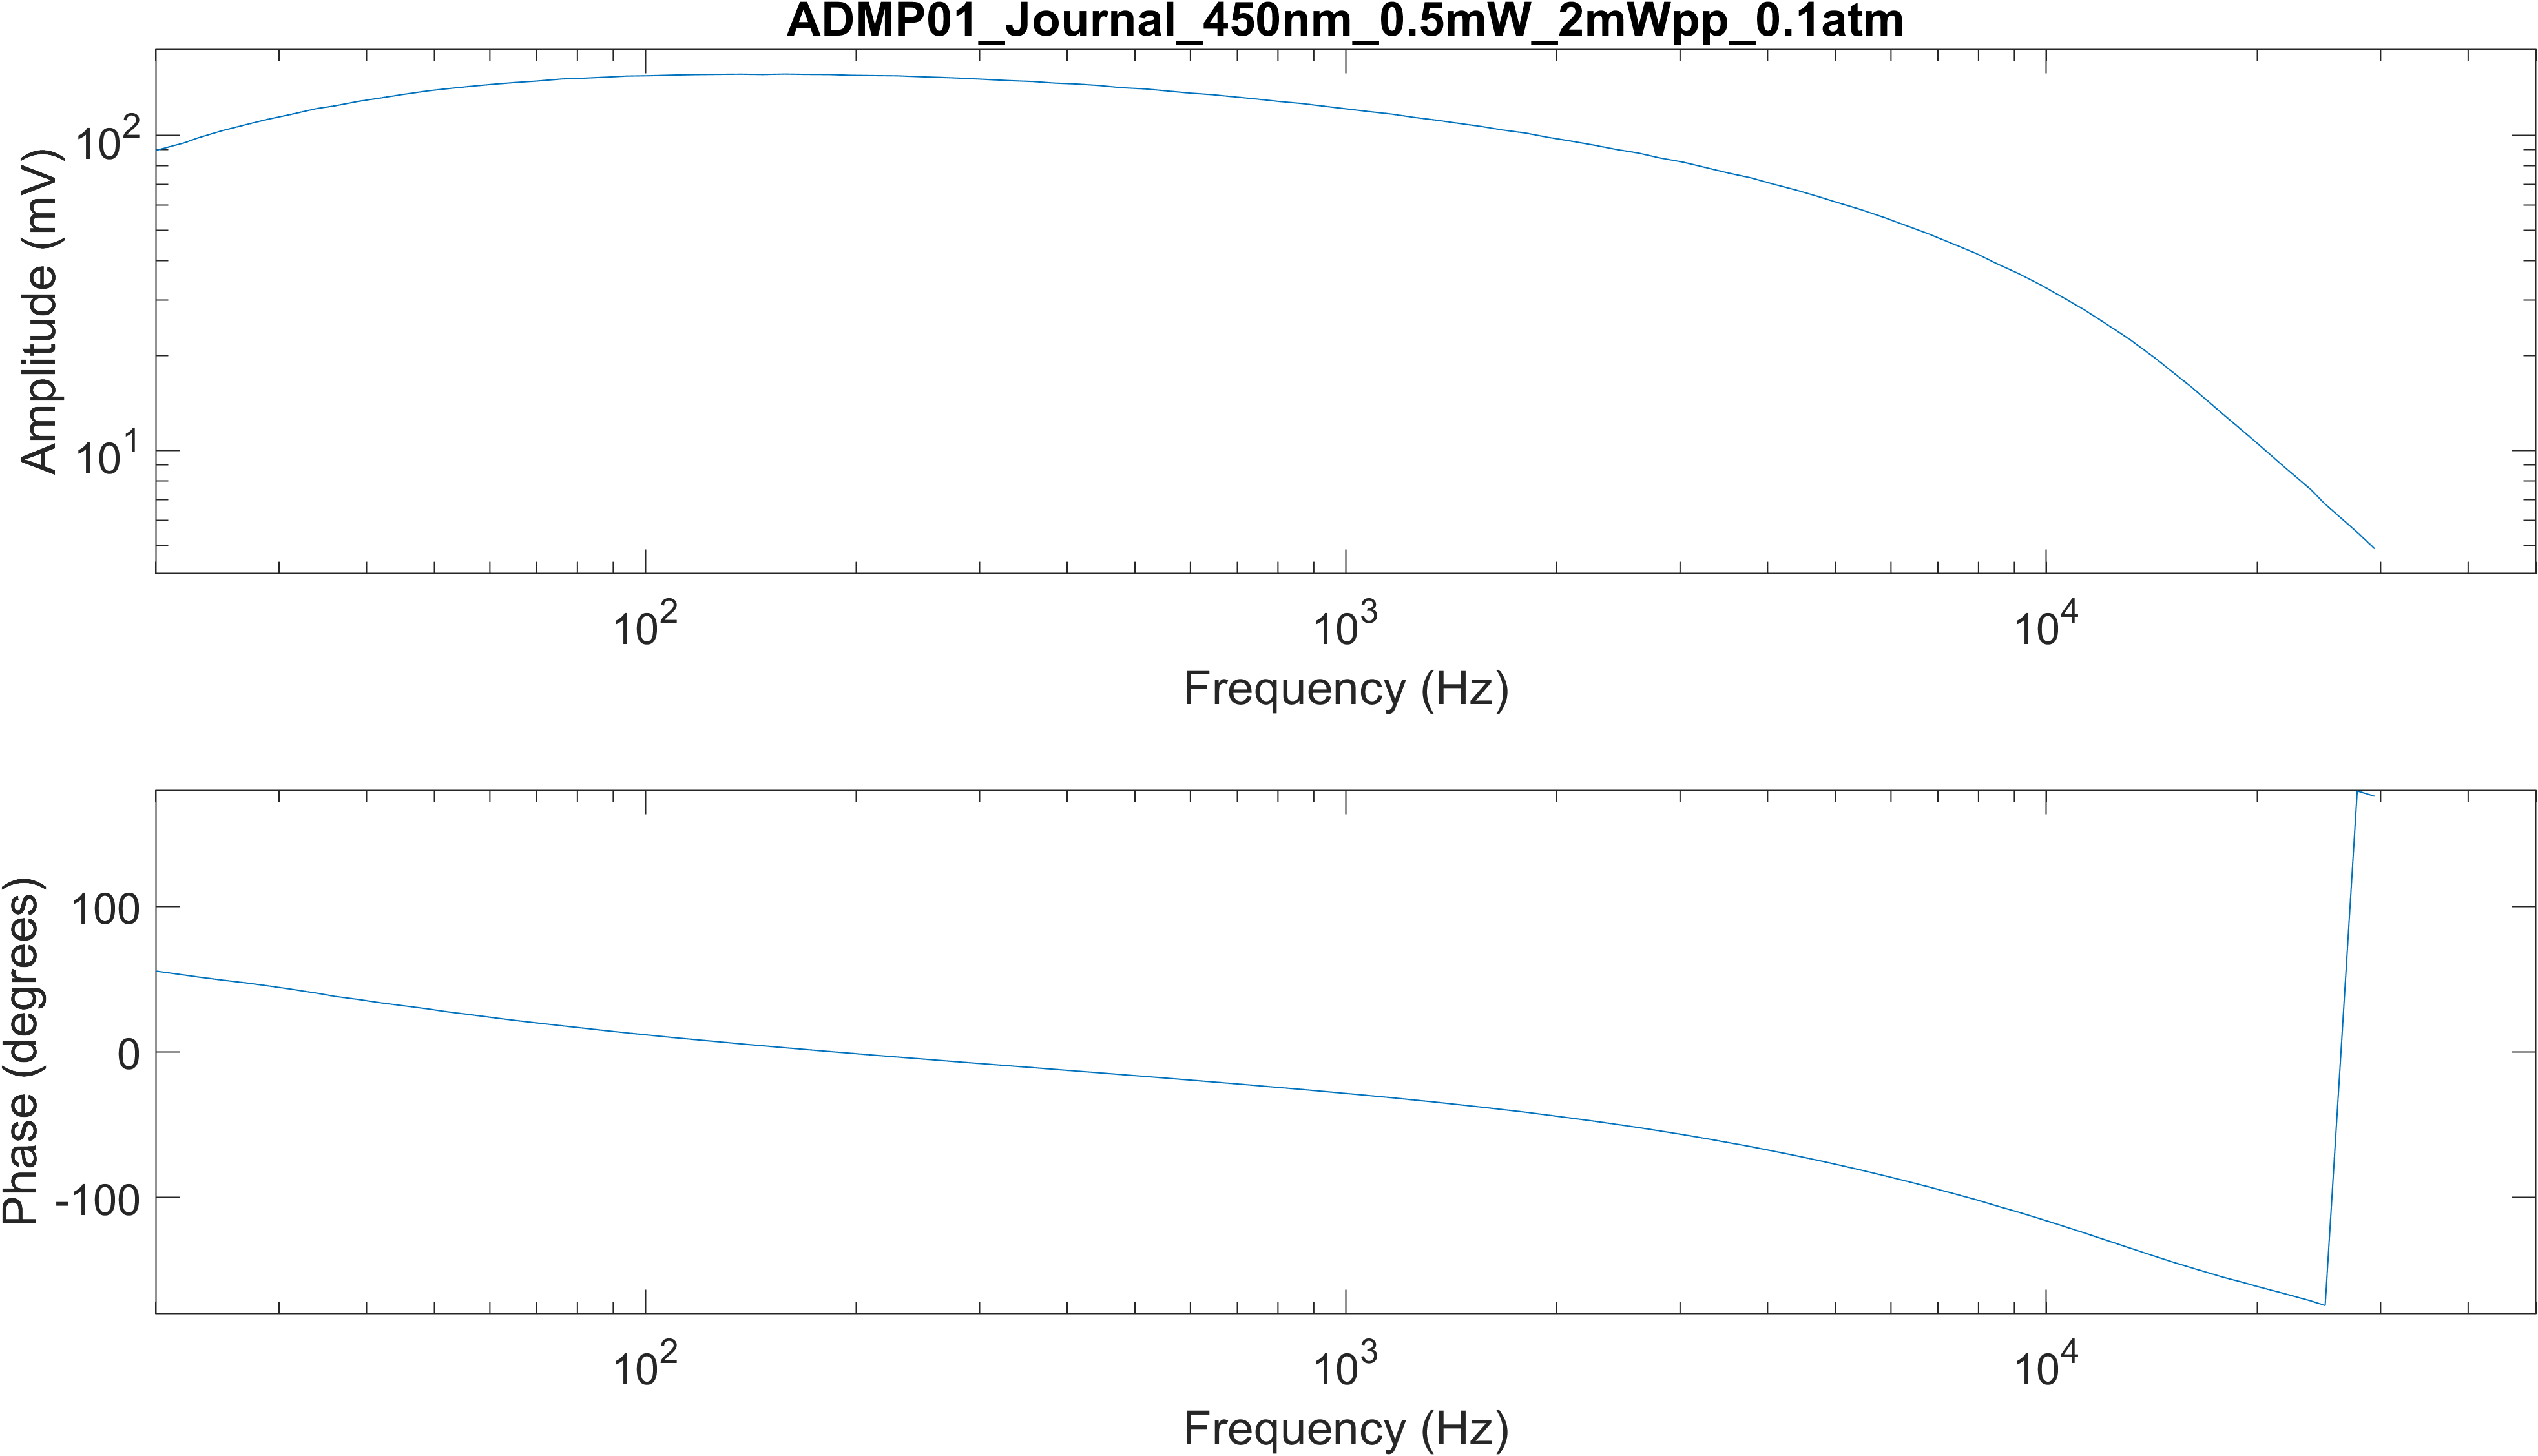 ADMP01_Journal_450nm_0.5mW_2mWpp_0.1atm
Amplitude (mV)
10^2
10^1
10^2 10^3 10^4
Frequency (Hz)
Phase (degrees)
100
0
-100
10^2 10^3 10^4
Frequency (Hz)